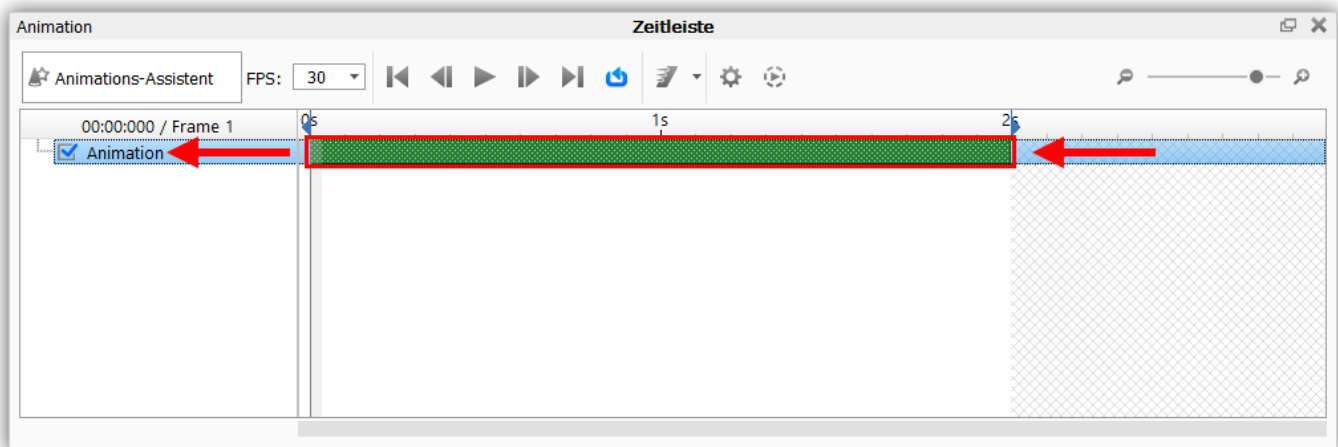 Animation Zeitleiste
Animations-Assistent FPS: 30
00:00:000 / Frame 1 0s 1s 2s
Animation